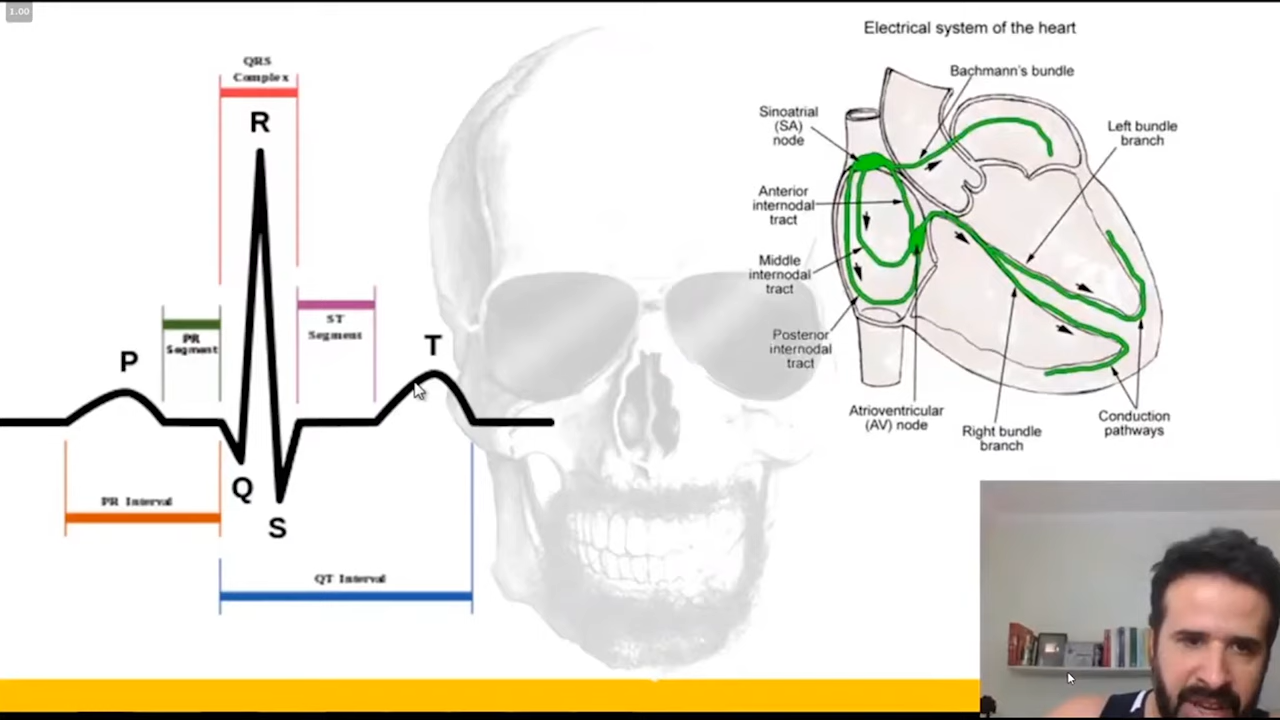 1.00
QRS
Complex
R
PR
Segment
ST
Segment
P
T
Q
S
PR Interval
QT Interval
Electrical system of the heart
Bachmann's bundle
Sinoatrial
(SA)
node
Left bundle
branch
Anterior
internodal
tract
Middle
internodal
tract
Posterior
internodal
tract
Atrioventricular
(AV) node
Right bundle
branch
Conduction
pathways